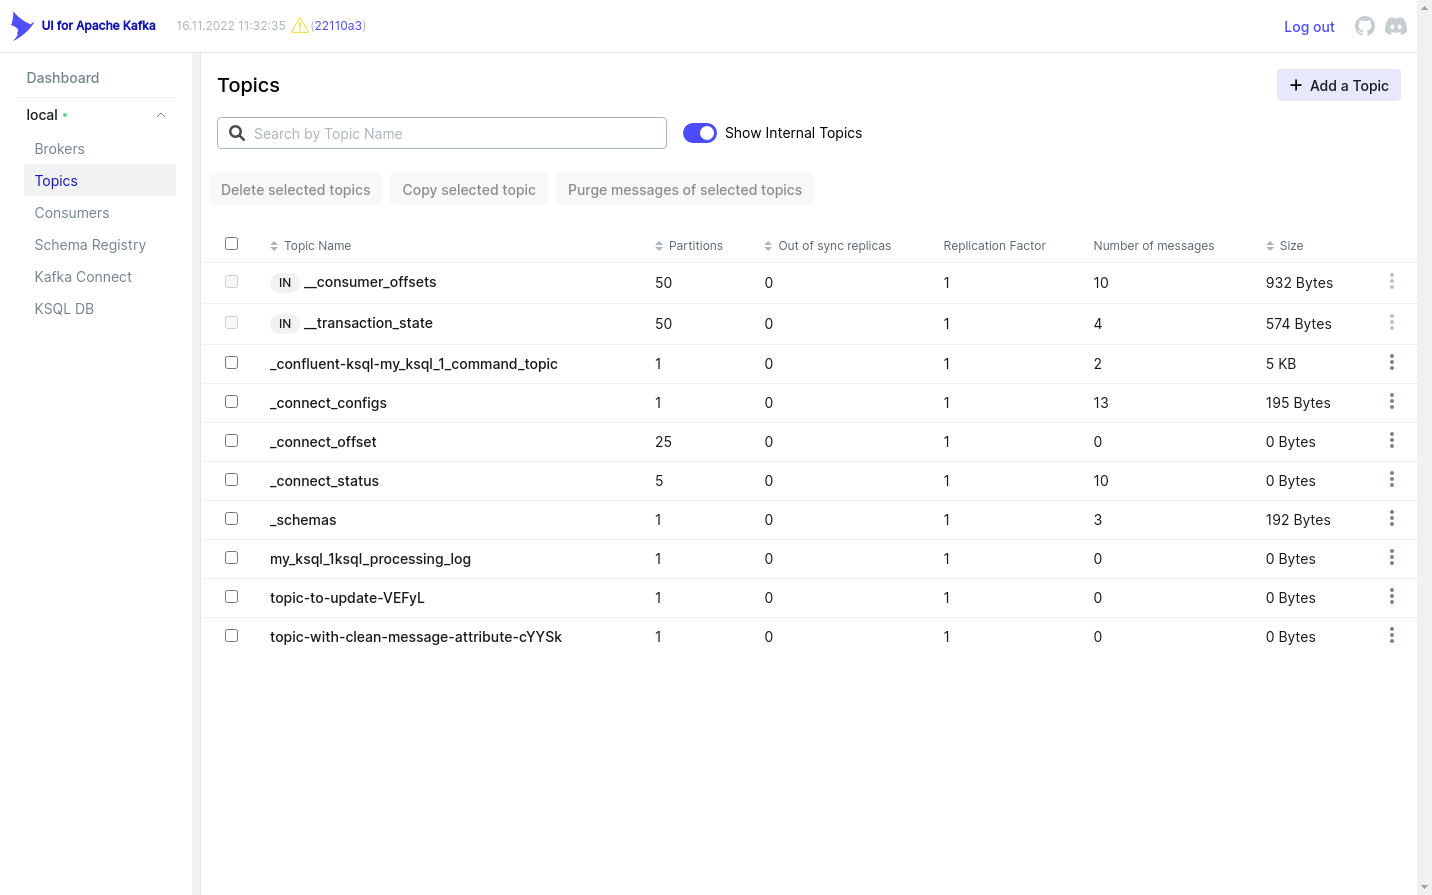 UI for Apache Kafka 16.11.2022 11:32:35 (22110a3) Log out
Dashboard
local
Brokers
Topics
Consumers
Schema Registry
Kafka Connect
KSQL DB
Topics
Add a Topic
Search by Topic Name Show Internal Topics
Delete selected topics Copy selected topic Purge messages of selected topics
Topic Name Partitions Out of sync replicas Replication Factor Number of messages Size
IN __consumer_offsets 50 0 1 10 932 Bytes
IN __transaction_state 50 0 1 4 574 Bytes
_confluent-ksql-my_ksql_1_command_topic 1 0 1 2 5 KB
_connect_configs 1 0 1 13 195 Bytes
_connect_offset 25 0 1 0 0 Bytes
_connect_status 5 0 1 10 0 Bytes
_schemas 1 0 1 3 192 Bytes
my_ksql_1ksql_processing_log 1 0 1 0 0 Bytes
topic-to-update-VEFyL 1 0 1 0 0 Bytes
topic-with-clean-message-attribute-cYYSk 1 0 1 0 0 Bytes